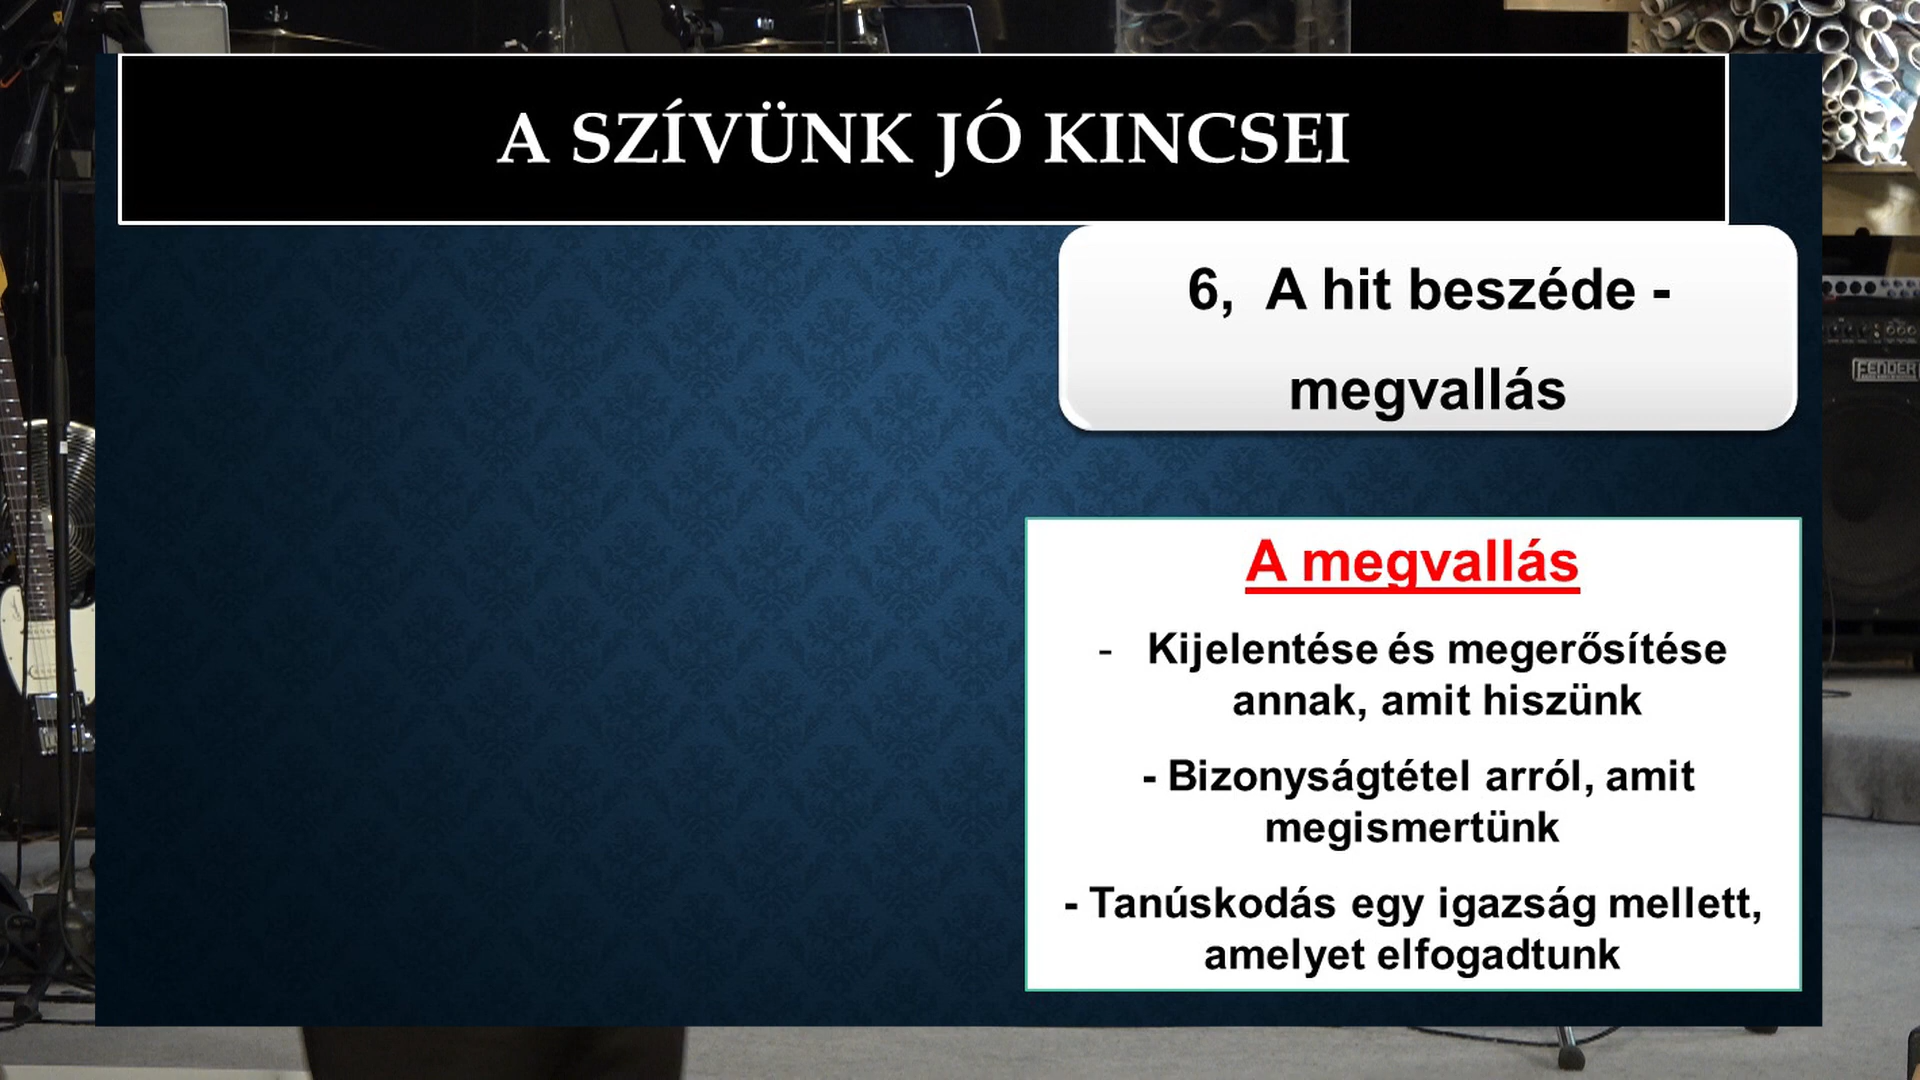 A SZÍVÜNK JÓ KINCSEI
6, A hit beszéde -
megvallás
A megvallás
- Kijelentése és megerősítése
annak, amit hiszünk
- Bizonyságtétel arról, amit
megismertünk
- Tanúskodás egy igazság mellett,
amelyet elfogadtunk
FENDER